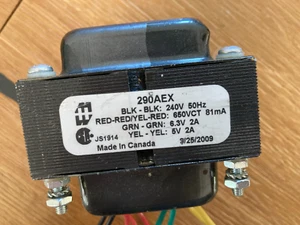 290AEX
BLK - BLK: 240V 50Hz
RED-RED/YEL-RED: 650VCT 81mA
GRN - GRN: 6.3V 2A
YEL - YEL: 5V 2A
JS1914
Made in Canada
3/25/2009